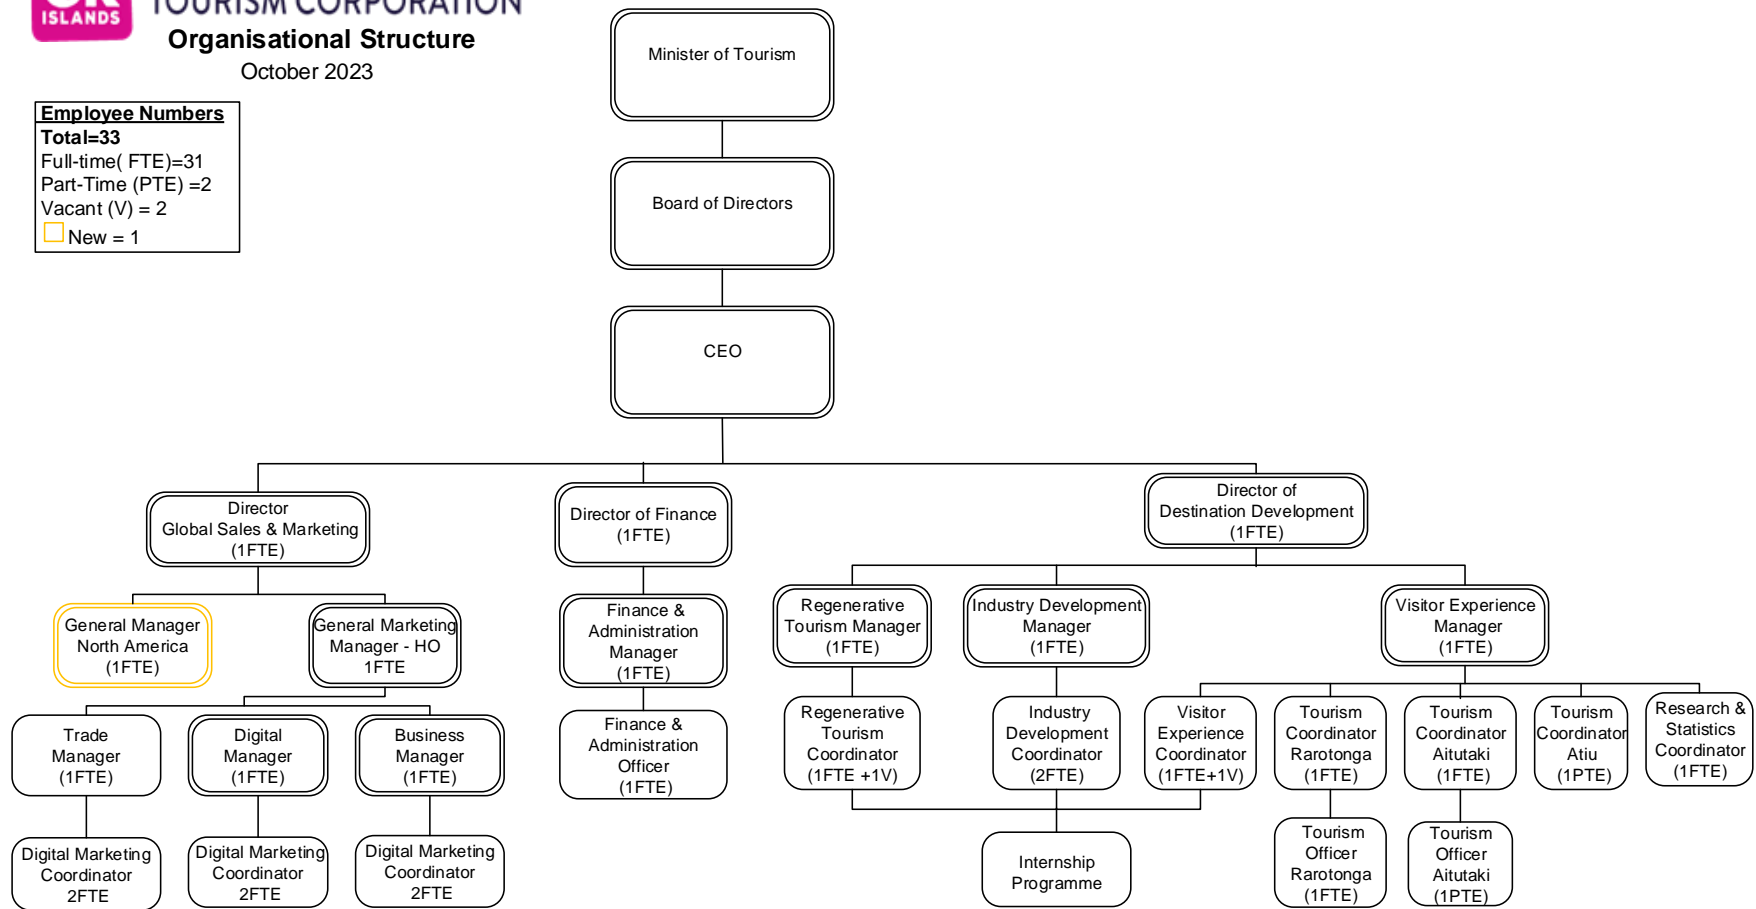 ISLANDS
TOURISM CORPORATION
Organisational Structure
October 2023
Employee Numbers
Total=33
Full-time( FTE)=31
Part-Time (PTE) =2
Vacant (V) = 2
New = 1
Minister of Tourism
Board of Directors
CEO
Director
Global Sales & Marketing
(1FTE)
Director of Finance
(1FTE)
Director of
Destination Development
(1FTE)
General Manager
North America
(1FTE)
General Marketing
Manager - HO
1FTE
Finance &
Administration
Manager
(1FTE)
Regenerative
Tourism Manager
(1FTE)
Industry Development
Manager
(1FTE)
Visitor Experience
Manager
(1FTE)
Trade
Manager
(1FTE)
Digital
Manager
(1FTE)
Business
Manager
(1FTE)
Finance &
Administration
Officer
(1FTE)
Regenerative
Tourism
Coordinator
(1FTE +1V)
Industry
Development
Coordinator
(2FTE)
Visitor
Experience
Coordinator
(1FTE+1V)
Tourism
Coordinator
Rarotonga
(1FTE)
Tourism
Coordinator
Aitutaki
(1FTE)
Tourism
Coordinator
Atiu
(1PTE)
Research &
Statistics
Coordinator
(1FTE)
Digital Marketing
Coordinator
2FTE
Digital Marketing
Coordinator
2FTE
Digital Marketing
Coordinator
2FTE
Internship
Programme
Tourism
Officer
Rarotonga
(1FTE)
Tourism
Officer
Aitutaki
(1PTE)